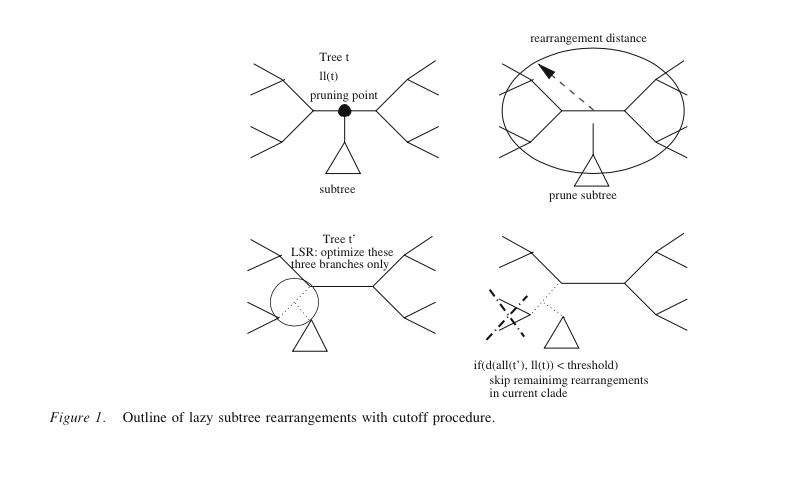 Tree t
ll(t)
pruning point
subtree
rearrangement distance
prune subtree
Tree t'
LSR: optimize these
three branches only
if(d(all(t'), ll(t)) < threshold)
skip remainimg rearrangements
in current clade
Figure 1. Outline of lazy subtree rearrangements with cutoff procedure.